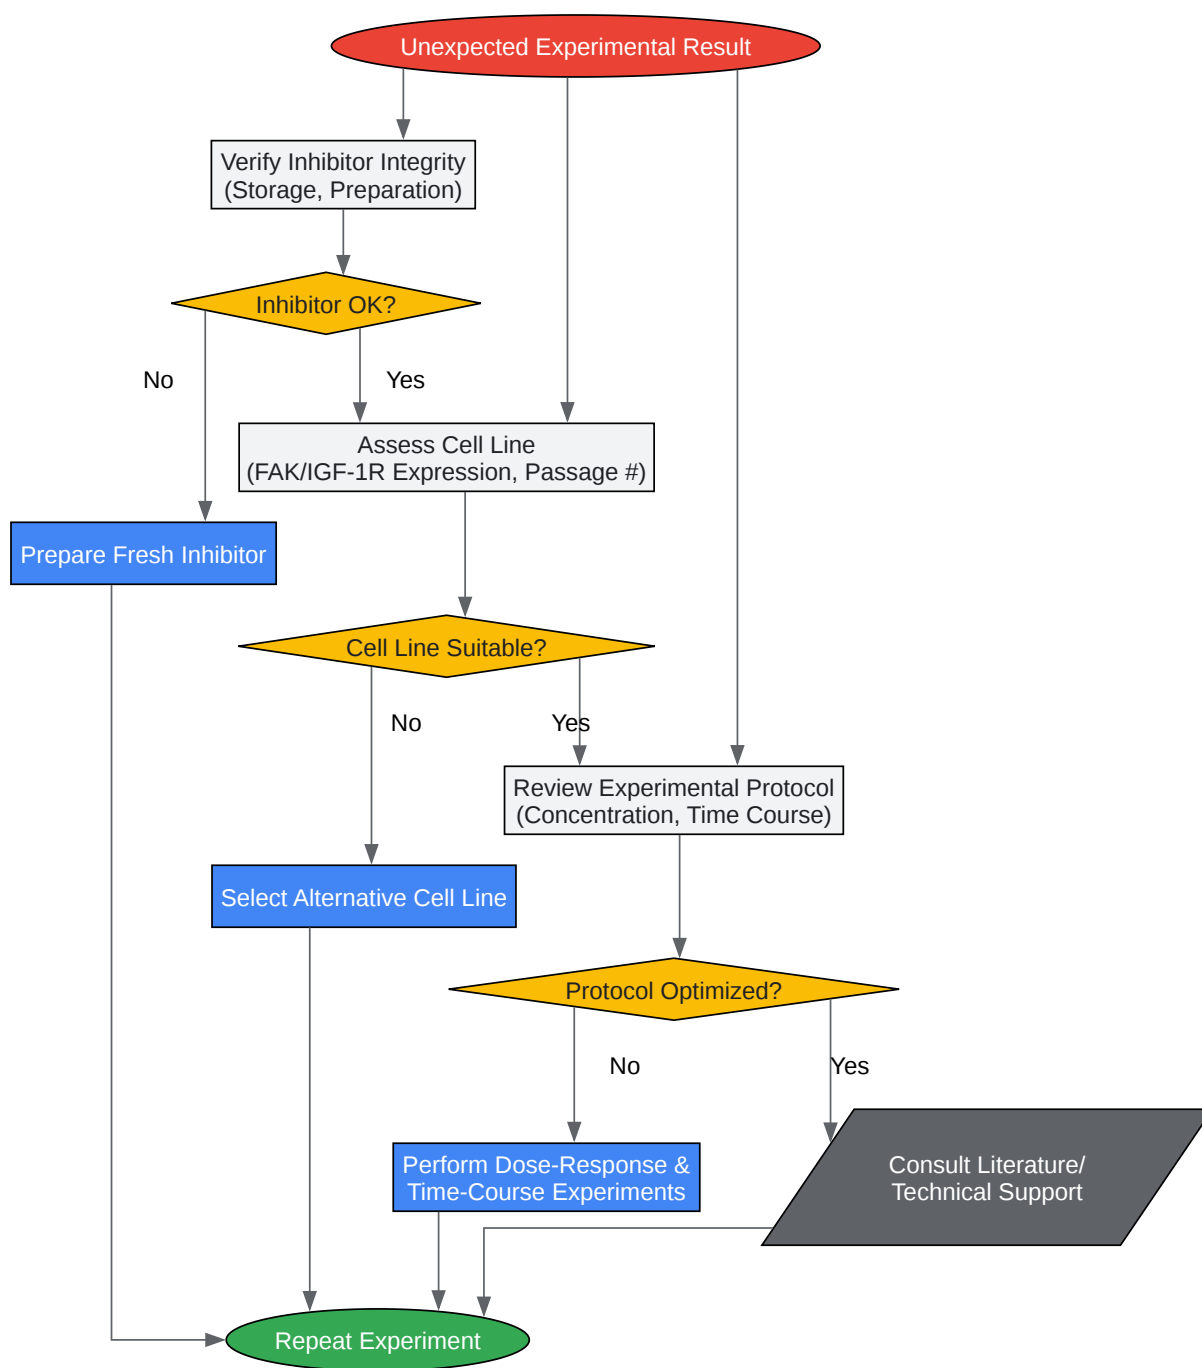 Unexpected Experimental Result
Verify Inhibitor Integrity
(Storage, Preparation)
Inhibitor OK?
No
Yes
Assess Cell Line
(FAK/IGF-1R Expression, Passage #)
Prepare Fresh Inhibitor
Cell Line Suitable?
No
Yes
Review Experimental Protocol
(Concentration, Time Course)
Select Alternative Cell Line
Protocol Optimized?
No
Yes
Perform Dose-Response &
Time-Course Experiments
Consult Literature/
Technical Support
Repeat Experiment